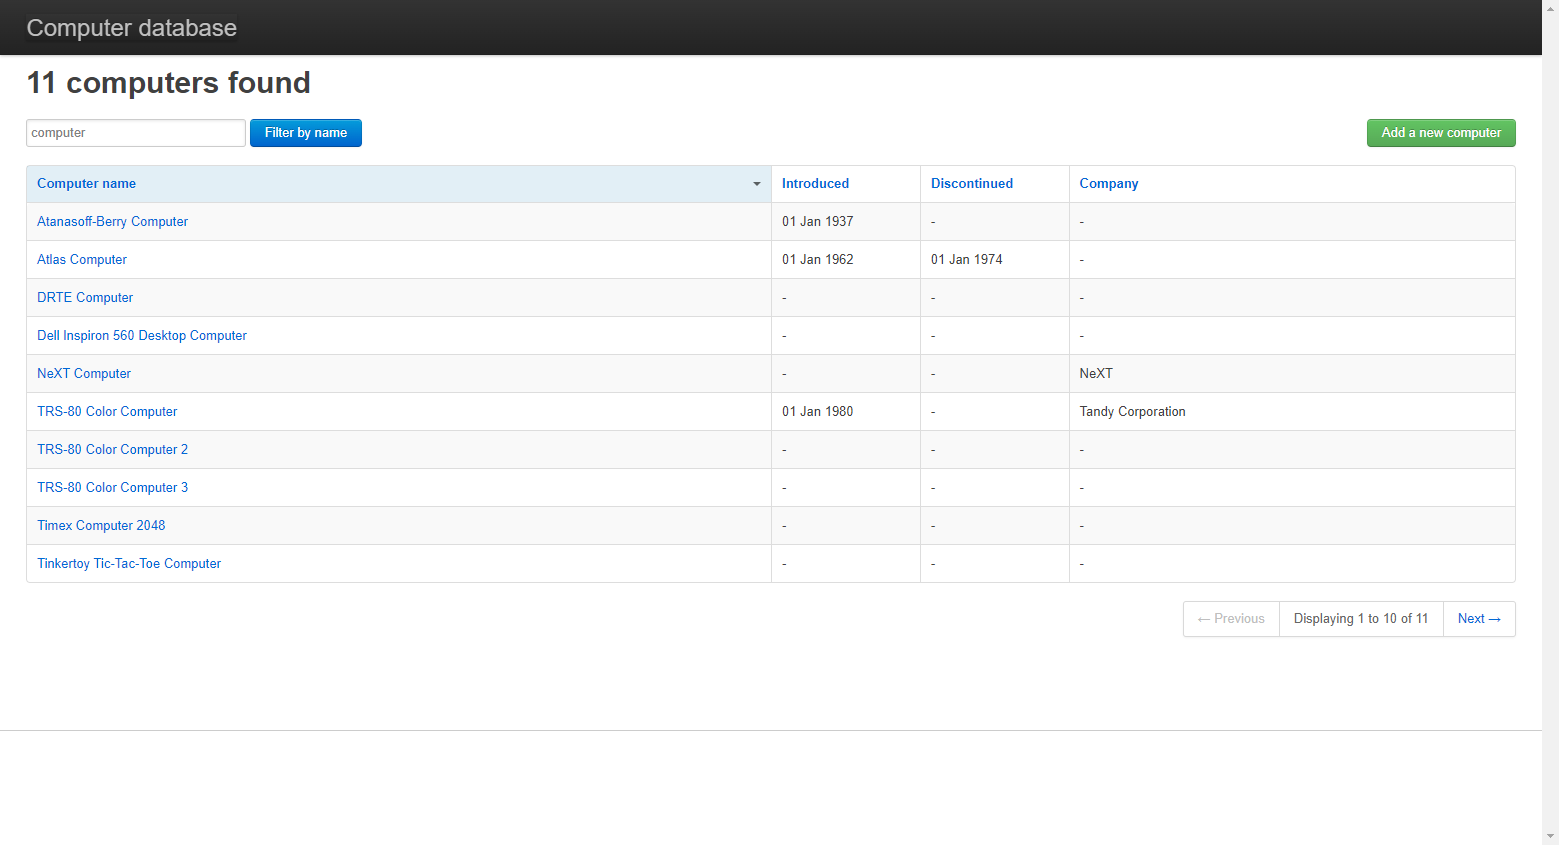 Computer database
11 computers found
computer Filter by name Add a new computer
Computer name Introduced Discontinued Company
Atanasoff-Berry Computer 01 Jan 1937 - -
Atlas Computer 01 Jan 1962 01 Jan 1974 -
DRTE Computer - - -
Dell Inspiron 560 Desktop Computer - - -
NeXT Computer - - NeXT
TRS-80 Color Computer 01 Jan 1980 - Tandy Corporation
TRS-80 Color Computer 2 - - -
TRS-80 Color Computer 3 - - -
Timex Computer 2048 - - -
Tinkertoy Tic-Tac-Toe Computer - - -
← Previous Displaying 1 to 10 of 11 Next →